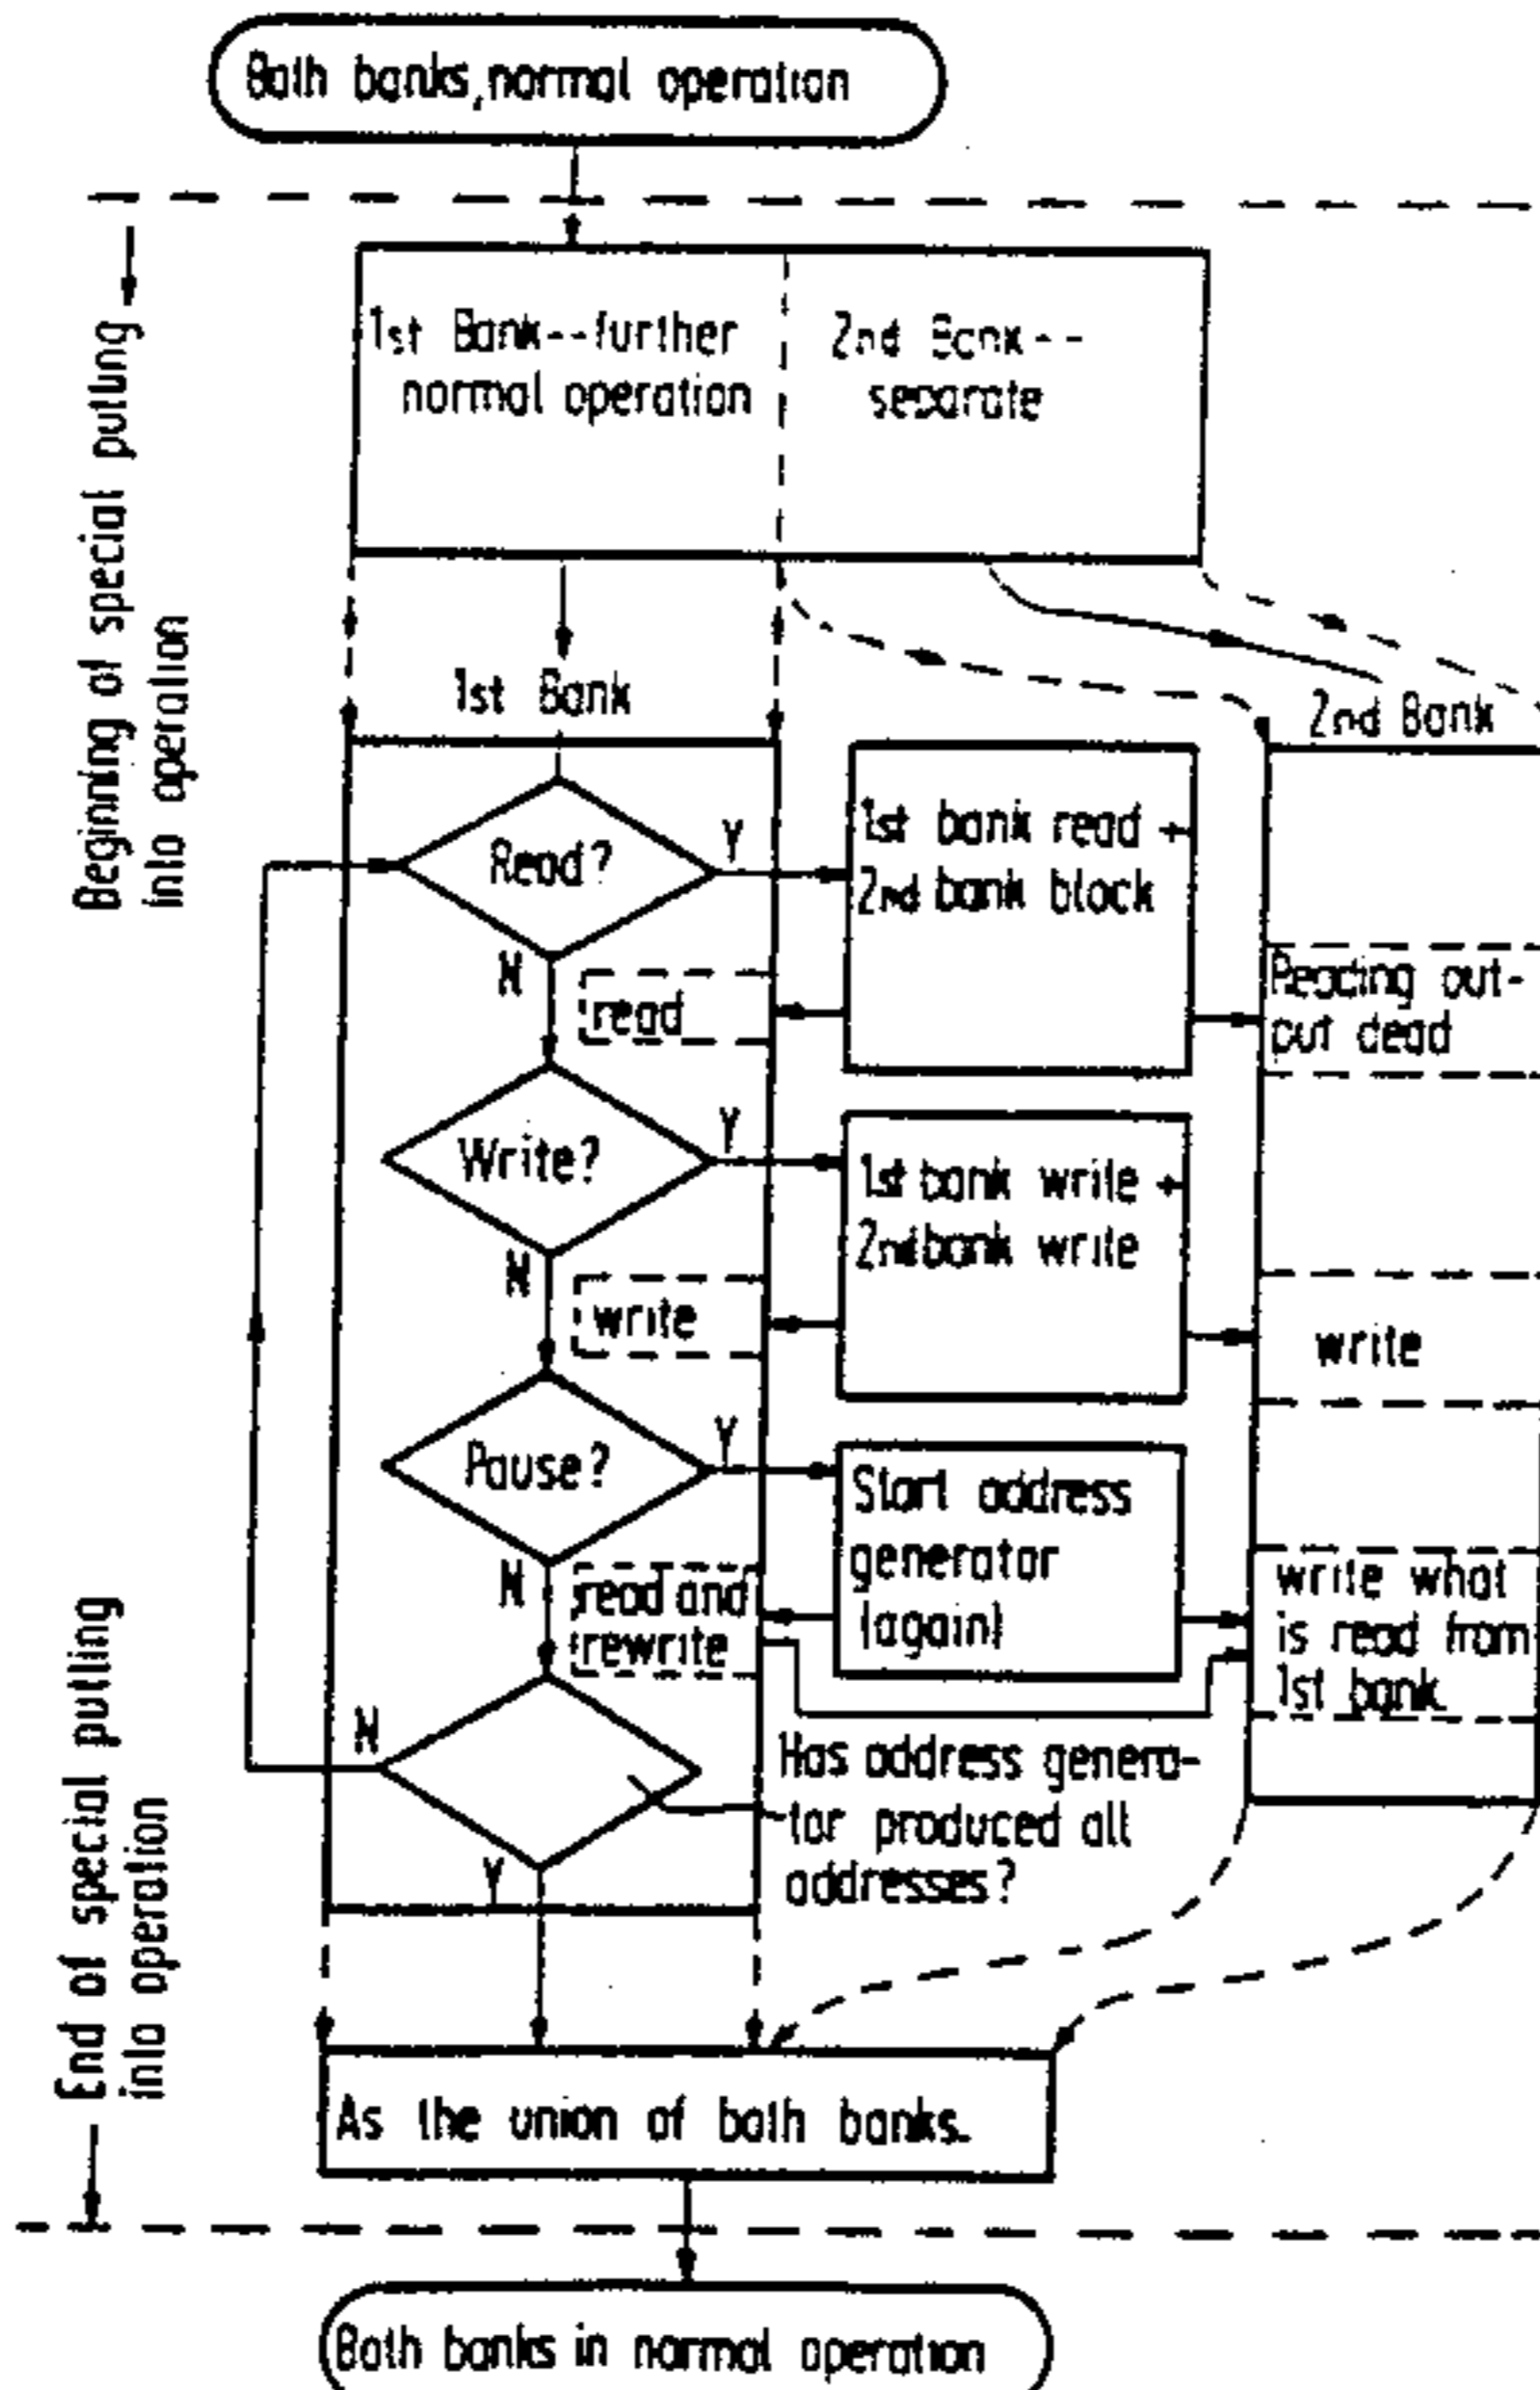 Both banks, normal operation
Beginning of special putting
into operation
1st Bank--further
normal operation
2nd Bank--
separate
1st Bank
2nd Bank
Read?
Y
N
1st bank read +
2nd bank block
read
Reading out-
put dead
Write?
Y
N
1st bank write +
2nd bank write
write
write
Pause?
Y
N
Start address
generator
(again)
read and
rewrite
write what
is read from
1st bank
N
Y
Has address genera-
tor produced all
addresses?
End of special putting
into operation
As the union of both banks.
Both banks in normal operation